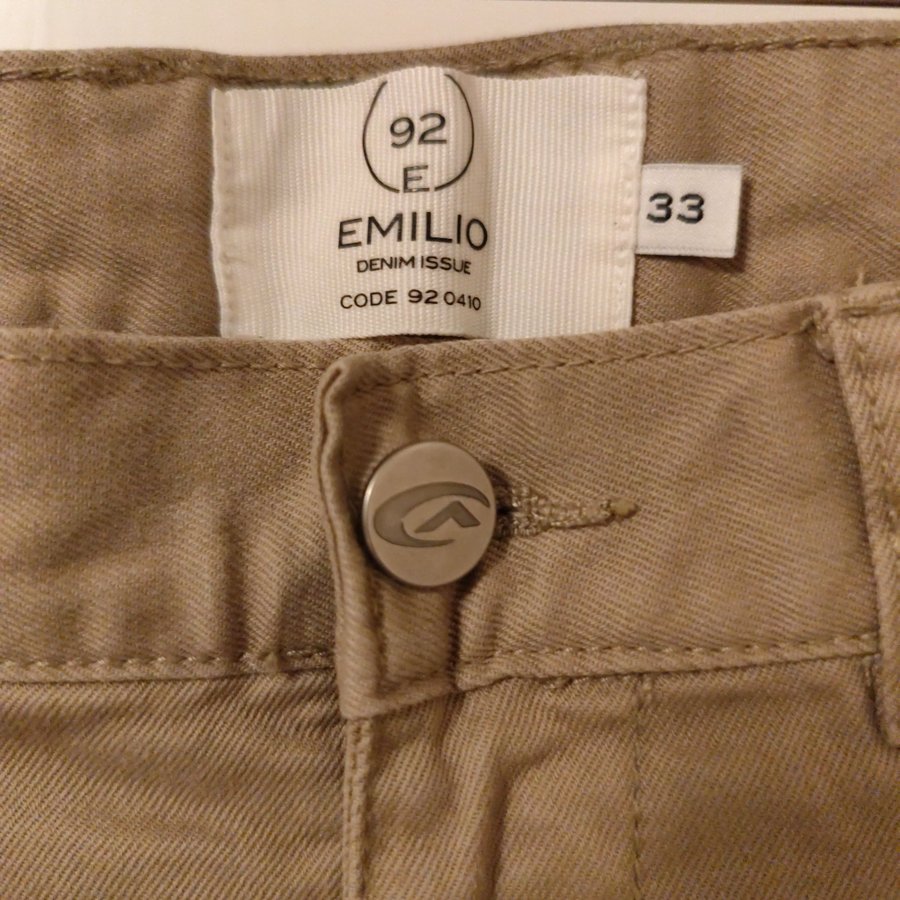 92
E
EMILIO
DENIM ISSUE
CODE 92 0410
33